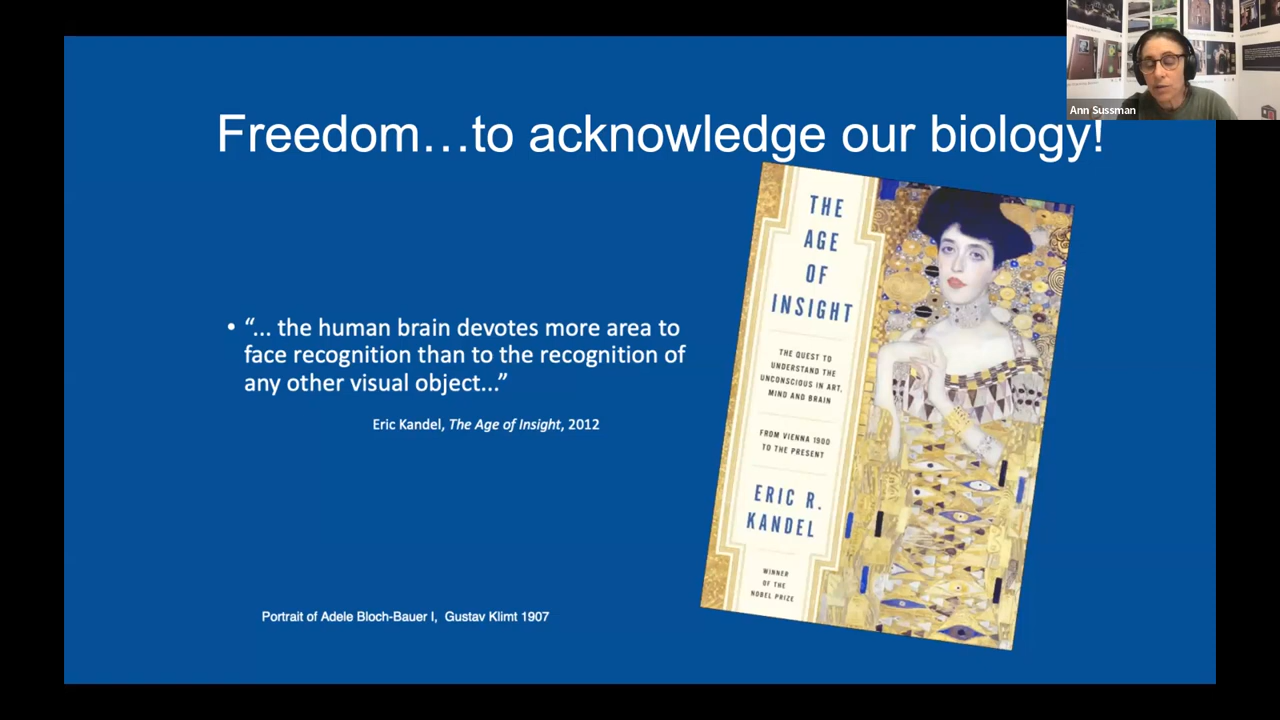 Ann Sussman
Freedom…to acknowledge our biology!
• “... the human brain devotes more area to
face recognition than to the recognition of
any other visual object...”
Eric Kandel, The Age of Insight, 2012
Portrait of Adele Bloch-Bauer I, Gustav Klimt 1907
THE
AGE
OF
INSIGHT
THE QUEST TO
UNDERSTAND THE
UNCONSCIOUS IN ART,
MIND AND BRAIN
FROM VIENNA 1900
TO THE PRESENT
ERIC R.
KANDEL
WINNER
OF THE
NOBEL PRIZE